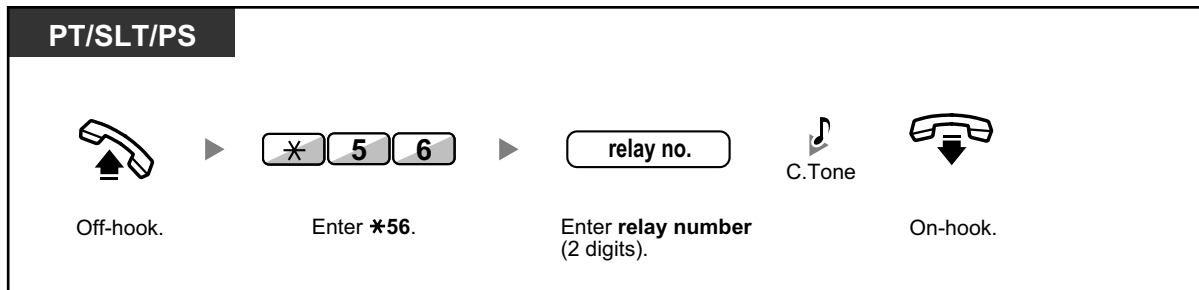 PT/SLT/PS
✳ 5 6
relay no.
C.Tone
Off-hook.
Enter ✳56.
Enter relay number
(2 digits).
On-hook.